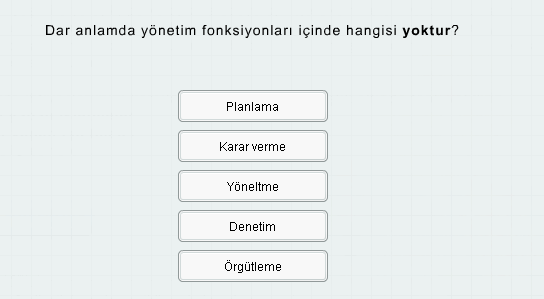 Dar anlamda yönetim fonksiyonları içinde hangisi yoktur?
Planlama
Karar verme
Yöneltme
Denetim
Örgütleme